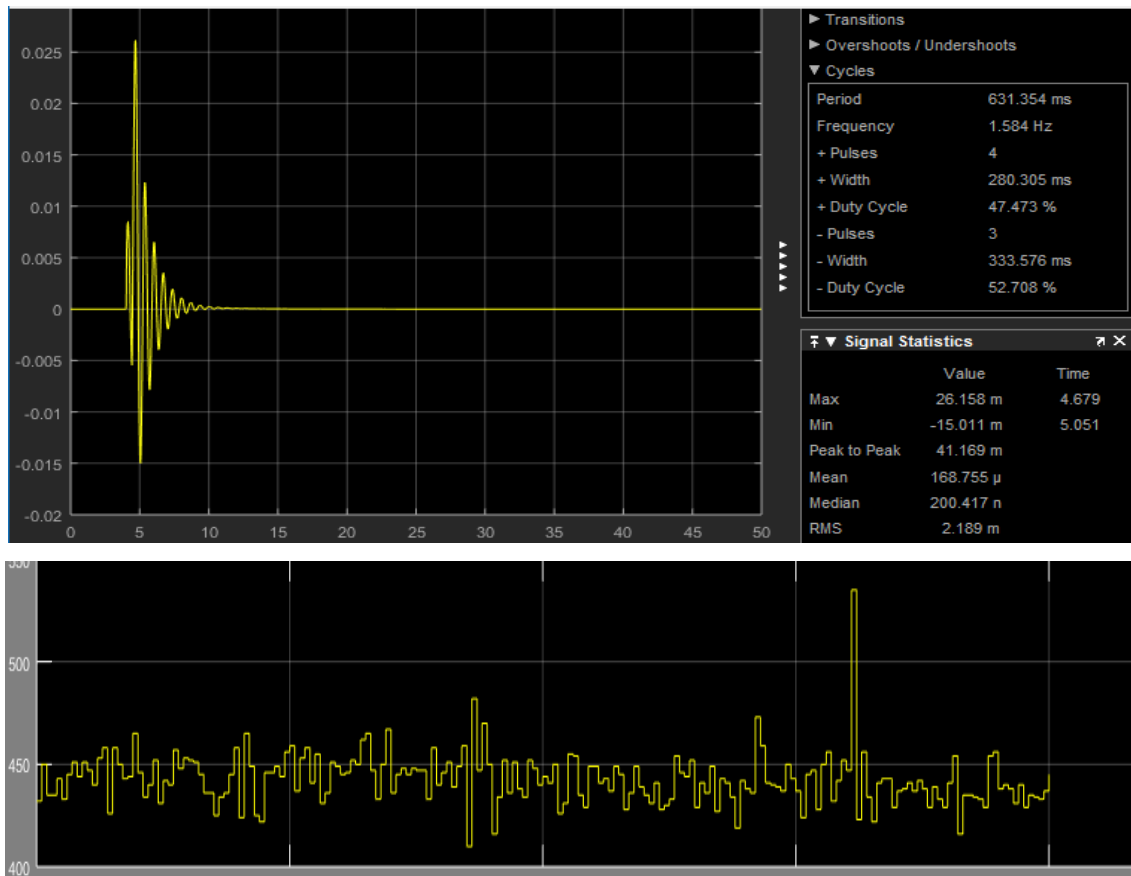 Transitions
Overshoots / Undershoots
Cycles
Period 631.354 ms
Frequency 1.584 Hz
+ Pulses 4
+ Width 280.305 ms
+ Duty Cycle 47.473 %
- Pulses 3
- Width 333.576 ms
- Duty Cycle 52.708 %
Signal Statistics
Value Time
Max 26.158 m 4.679
Min -15.011 m 5.051
Peak to Peak 41.169 m
Mean 168.755 µ
Median 200.417 n
RMS 2.189 m
0.025
0.02
0.015
0.01
0.005
0
-0.005
-0.01
-0.015
-0.02
0 5 10 15 20 25 30 35 40 45 50
550
500
450
400